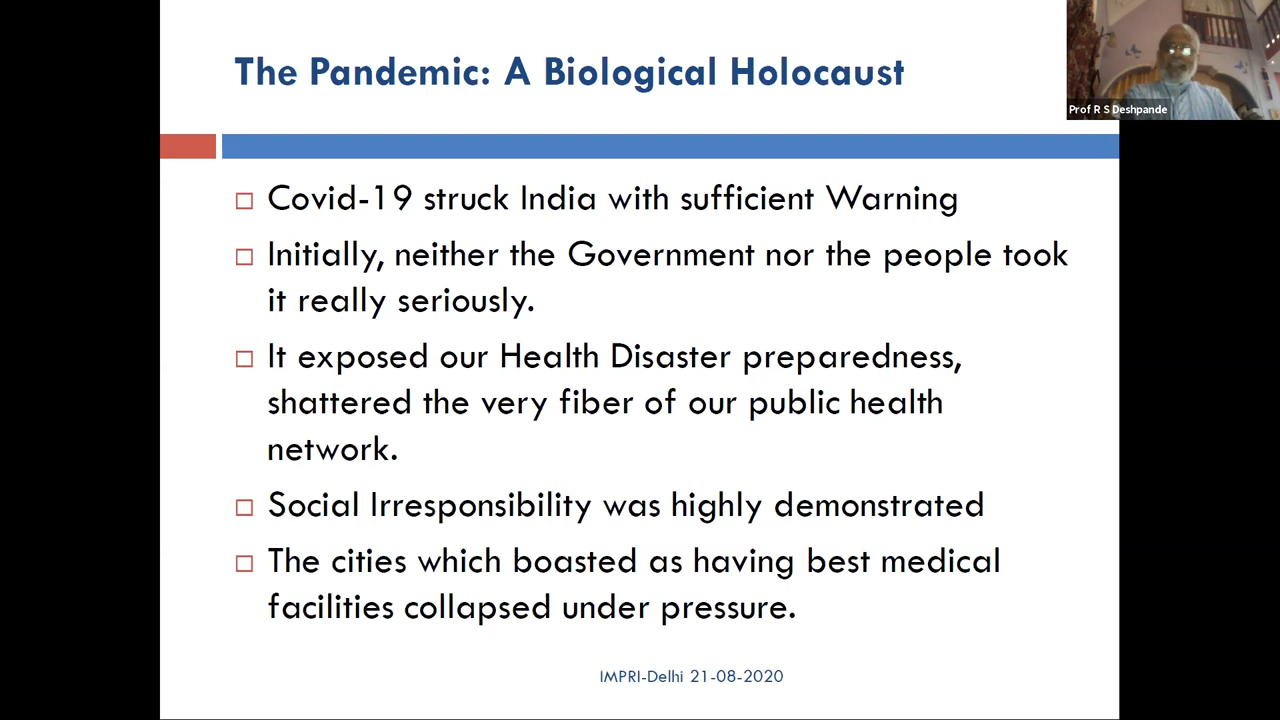 The Pandemic: A Biological Holocaust
Prof R S Deshpande
Covid-19 struck India with sufficient Warning
Initially, neither the Government nor the people took
it really seriously.
It exposed our Health Disaster preparedness,
shattered the very fiber of our public health
network.
Social Irresponsibility was highly demonstrated
The cities which boasted as having best medical
facilities collapsed under pressure.
IMPRI-Delhi 21-08-2020